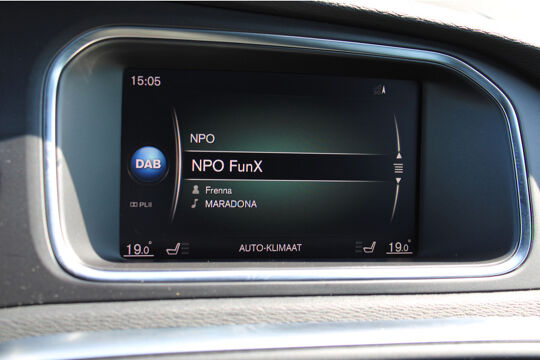 15:05
NPO
DAB
NPO FunX
Frenna
MARADONA
PLII
19.0° AUTO-KLIMAAT 19.0°